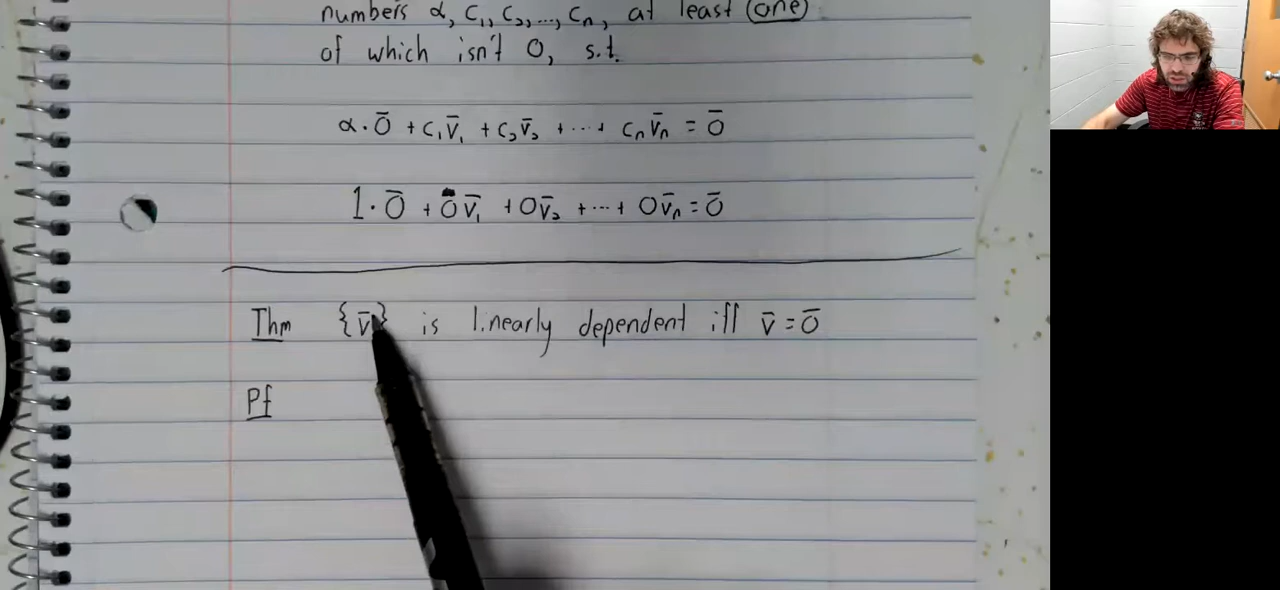 numbers α, C₁, C₂, ..., Cₙ, at least one
of which isn't 0, s.t.
α·0̄ + C₁v̄₁ + C₂v̄₂ + ··· + Cₙv̄ₙ = 0̄
1·0̄ + 0v̄₁ + 0v̄₂ + ··· + 0v̄ₙ = 0̄
Thm {v̄} is linearly dependent iff v̄ = 0̄
Pf